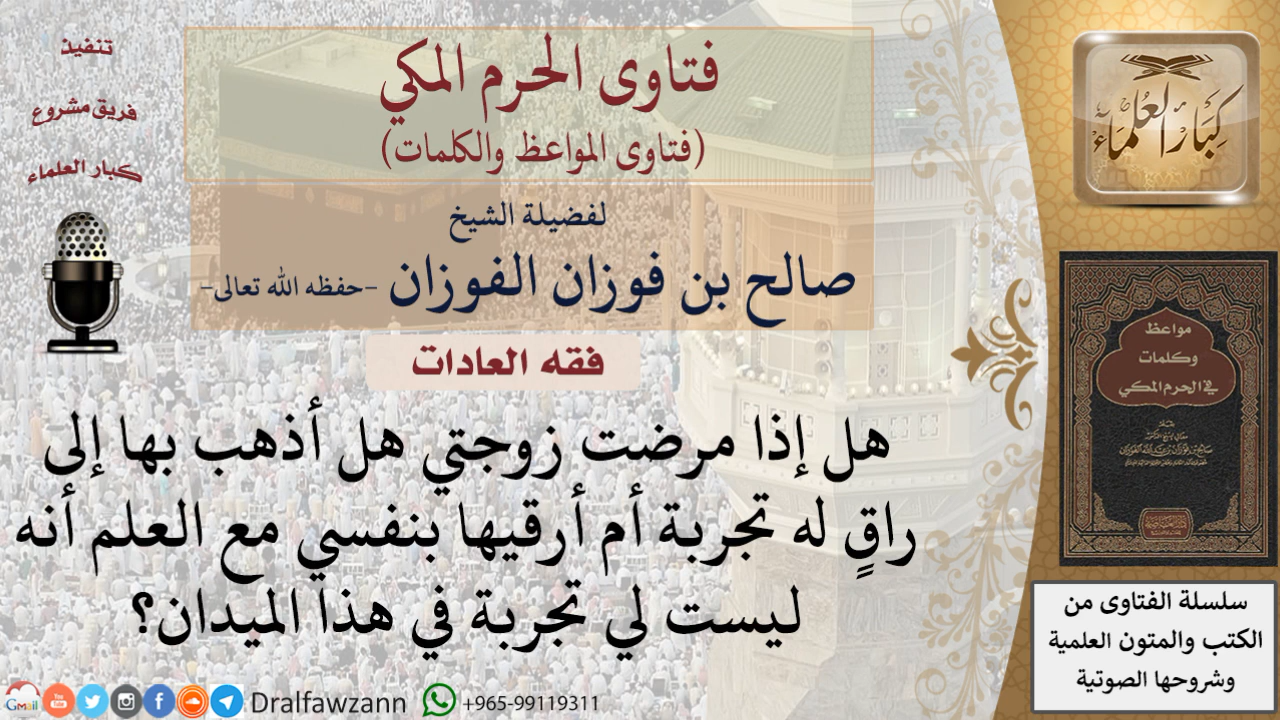 تنفيذ
فريق مشروع
كبار العلماء
فتاوى الحرم المكي
(فتاوى المواعظ والكلمات)
لفضيلة الشيخ
صالح بن فوزان الفوزان -حفظه الله تعالى-
فقه العادات
هل إذا مرضت زوجتي هل أذهب بها إلى
راقٍ له تجربة أم أرقيها بنفسي مع العلم أنه
ليست لي تجربة في هذا الميدان؟
كبار العلماء
مواعظ
وكلمات
في الحرم المكي
سلسلة الفتاوى من
الكتب والمتون العلمية
وشروحها الصوتية
Gmail
You Tube
Dralfawzann
+965-99119311